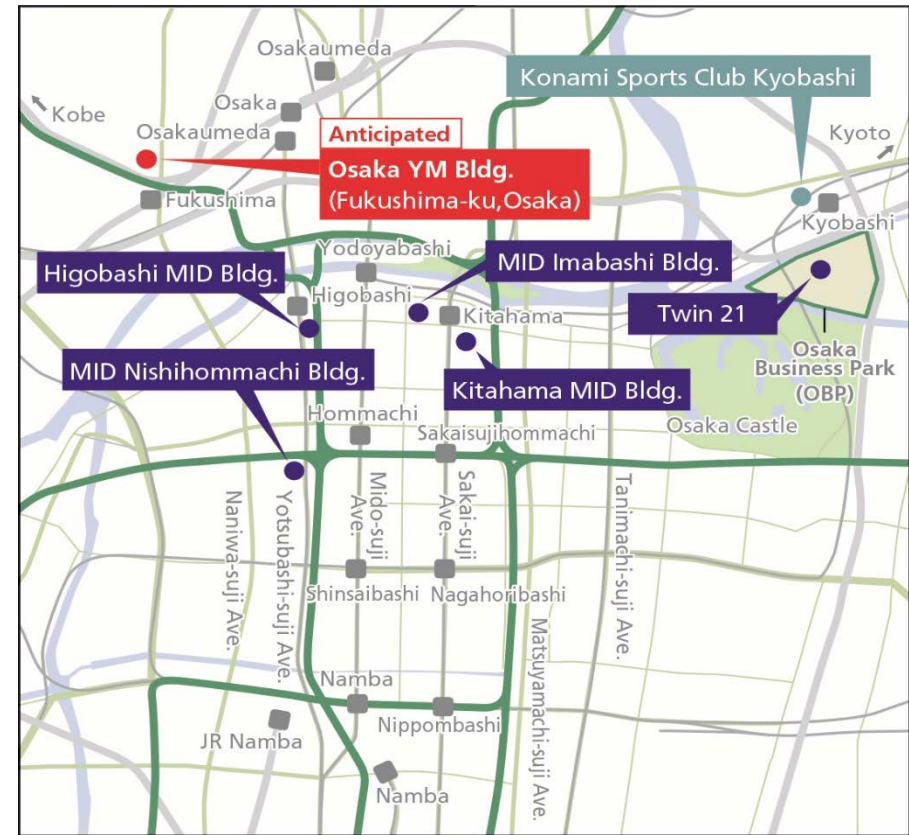 Osakaumeda
Konami Sports Club Kyobashi
Kobe
Osaka
Osakaumeda
Anticipated
Osaka YM Bldg.
(Fukushima-ku,Osaka)
Kyoto
Fukushima
Kyobashi
Yodoyabashi
Higobashi MID Bldg.
MID Imabashi Bldg.
Higobashi
Kitahama
Twin 21
MID Nishihommachi Bldg.
Kitahama MID Bldg.
Osaka
Business Park
(OBP)
Hommachi
Sakaisujihommachi
Osaka Castle
Naniwa-suji Ave.
Yotsubashi-suji Ave.
Mido-suji
Ave.
Sakai-suji
Ave.
Matsuyamachi-suji Ave.
Tanimachi-suji Ave.
Shinsaibashi
Nagahoribashi
Namba
Nippombashi
JR Namba
Namba